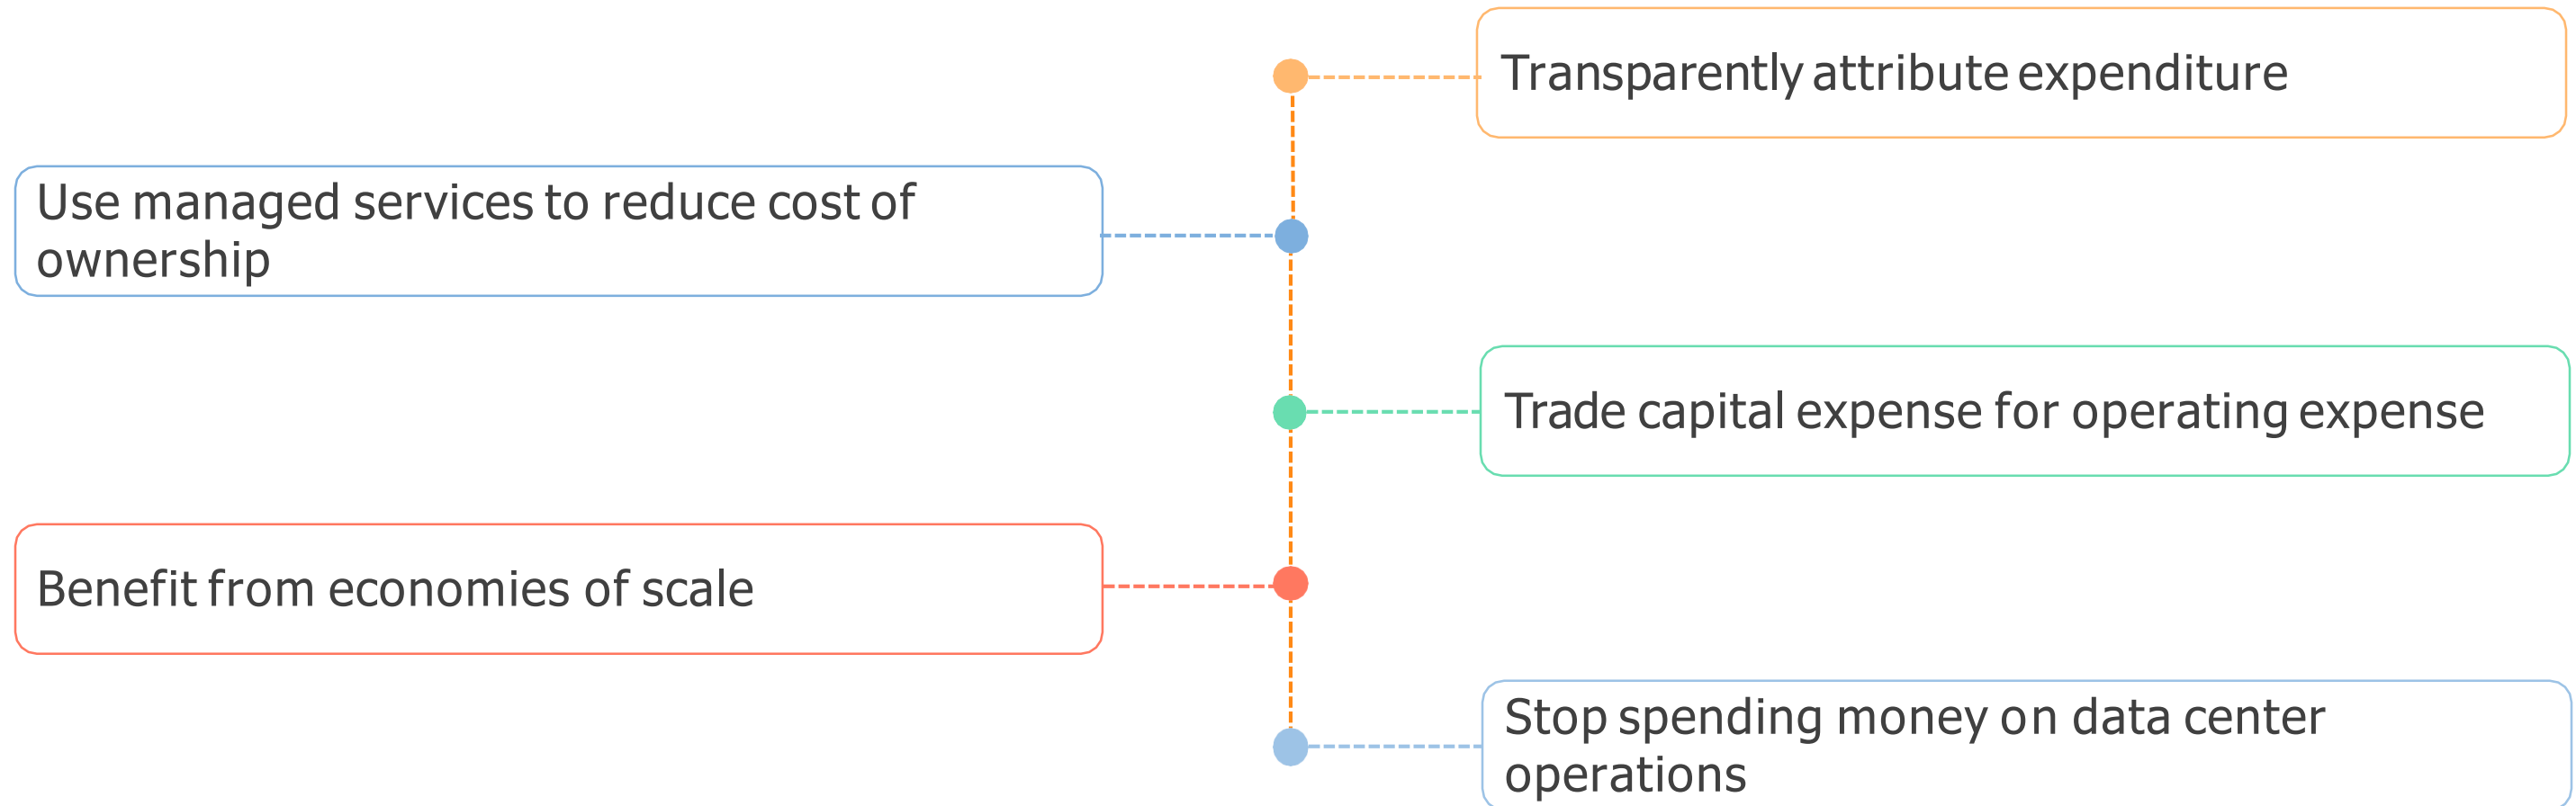 Transparently attribute expenditure
Use managed services to reduce cost of
ownership
Trade capital expense for operating expense
Benefit from economies of scale
Stop spending money on data center
operations